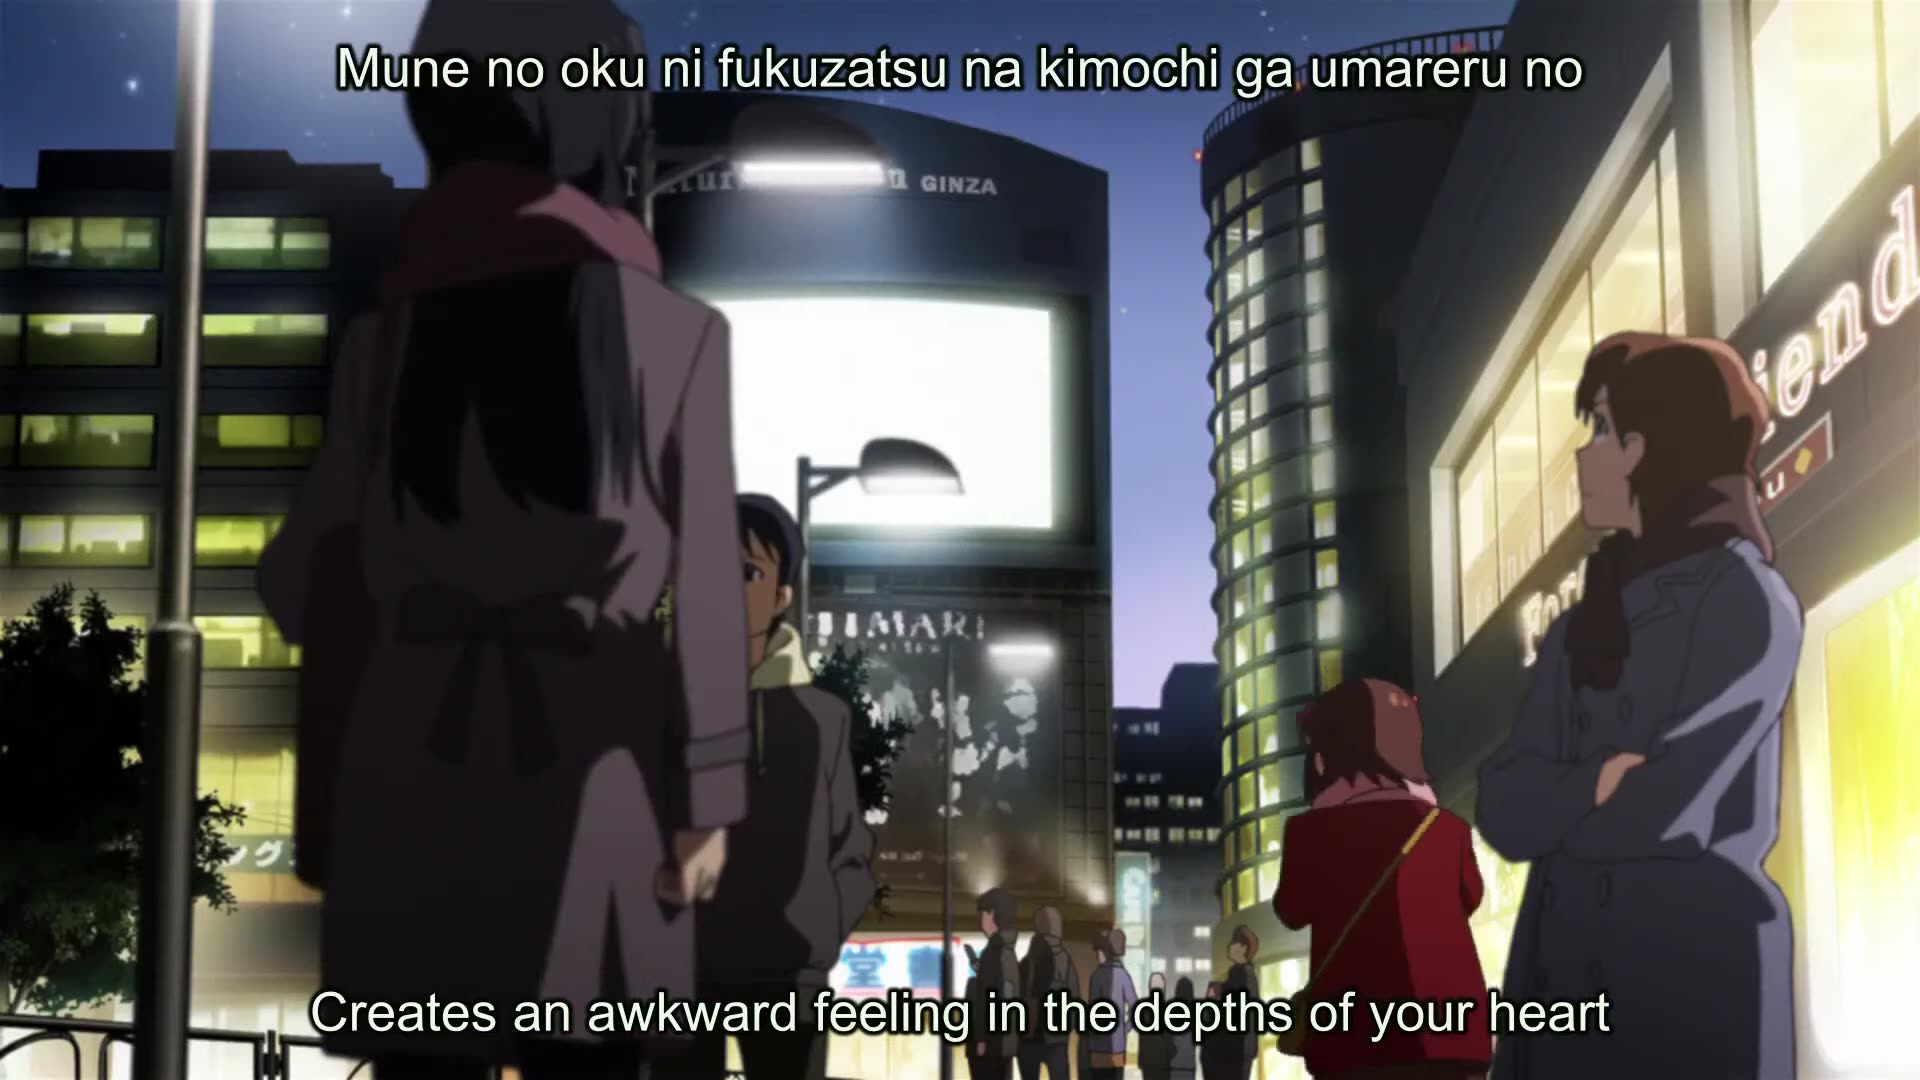 Mune no oku ni fukuzatsu na kimochi ga umareru no
GINZA
iend
Creates an awkward feeling in the depths of your heart